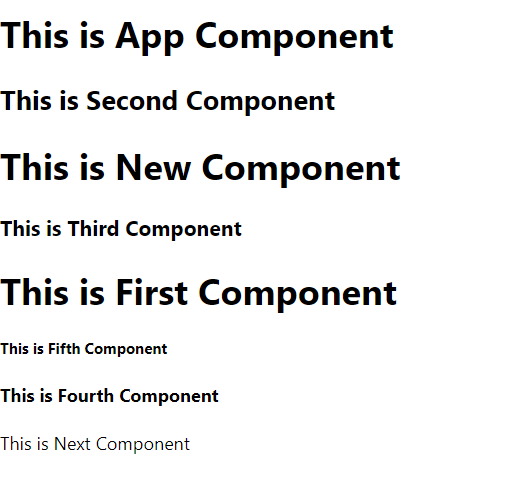 This is App Component
This is Second Component
This is New Component
This is Third Component
This is First Component
This is Fifth Component
This is Fourth Component
This is Next Component